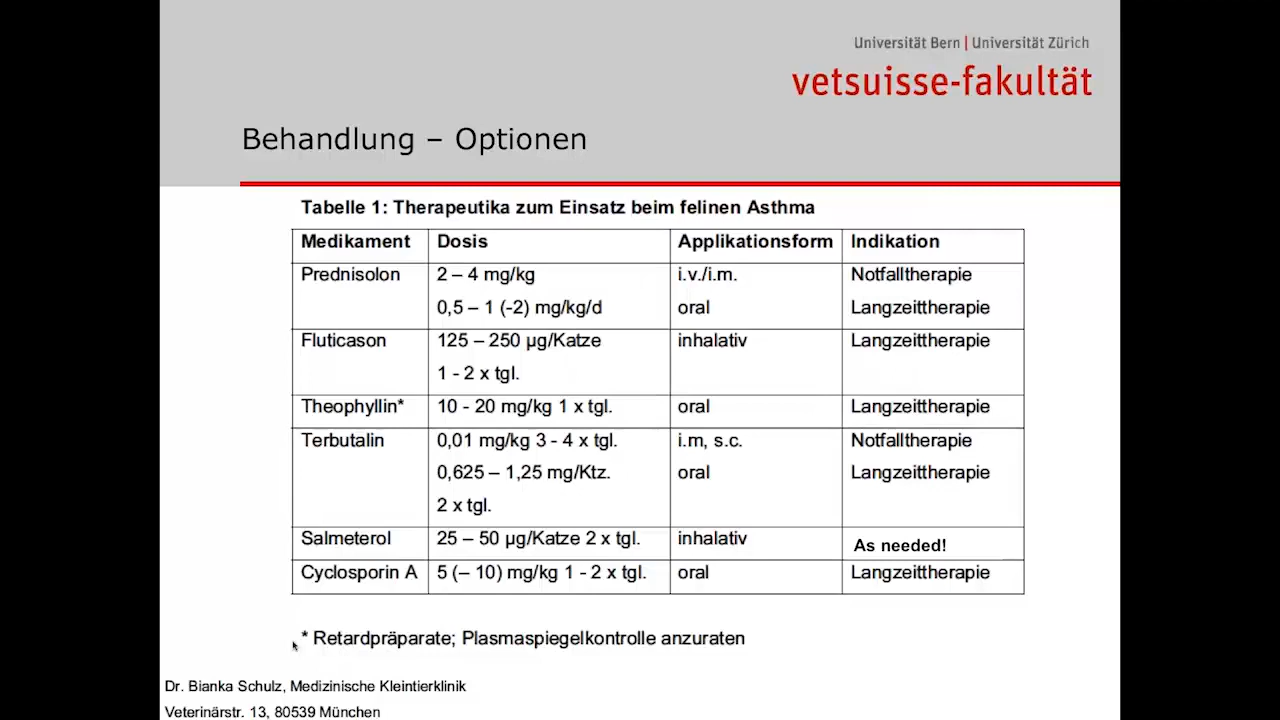 Universität Bern | Universität Zürich
vetsuisse-fakultät
Behandlung – Optionen
Tabelle 1: Therapeutika zum Einsatz beim felinen Asthma
Medikament Dosis Applikationsform Indikation
Prednisolon 2 – 4 mg/kg i.v./i.m. Notfalltherapie
0,5 – 1 (-2) mg/kg/d oral Langzeittherapie
Fluticason 125 – 250 µg/Katze inhalativ Langzeittherapie
1 - 2 x tgl.
Theophyllin* 10 - 20 mg/kg 1 x tgl. oral Langzeittherapie
Terbutalin 0,01 mg/kg 3 - 4 x tgl. i.m, s.c. Notfalltherapie
0,625 – 1,25 mg/Ktz. oral Langzeittherapie
2 x tgl.
Salmeterol 25 – 50 µg/Katze 2 x tgl. inhalativ As needed!
Cyclosporin A 5 (– 10) mg/kg 1 - 2 x tgl. oral Langzeittherapie
* Retardpräparate; Plasmaspiegelkontrolle anzuraten
Dr. Bianka Schulz, Medizinische Kleintierklinik
Veterinärstr. 13, 80539 München